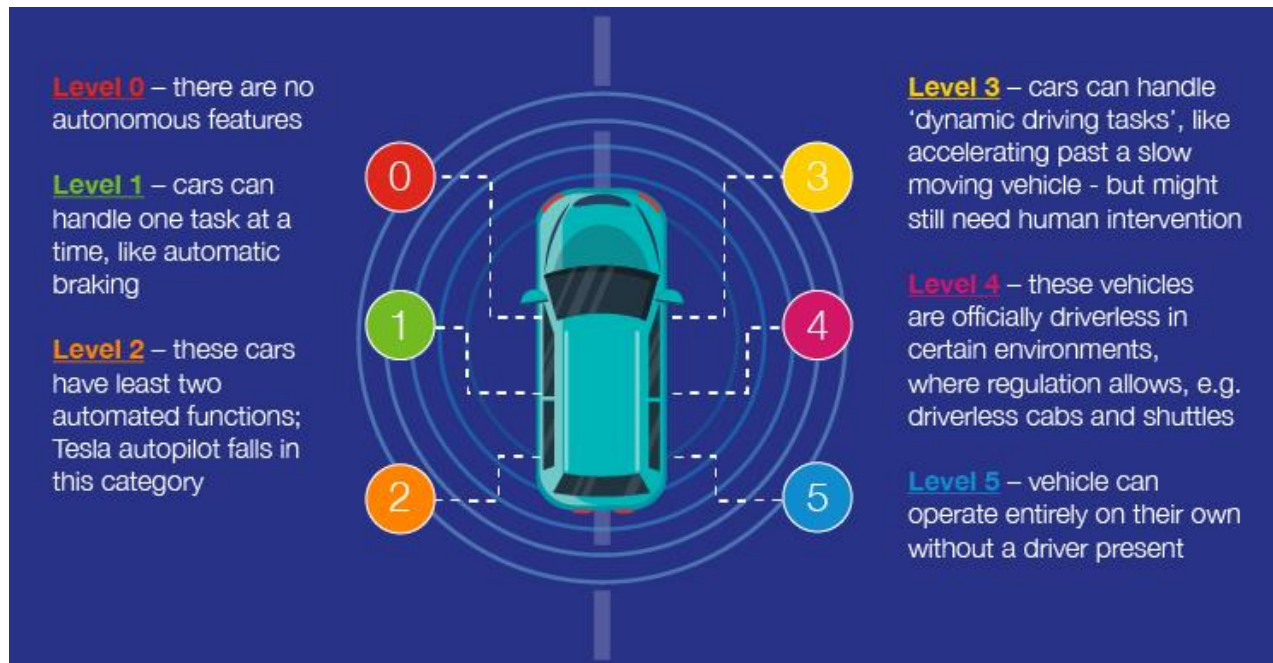 Level 0 – there are no
autonomous features
Level 1 – cars can
handle one task at a
time, like automatic
braking
Level 2 – these cars
have least two
automated functions;
Tesla autopilot falls in
this category
0
1
2
3
4
5
Level 3 – cars can handle
‘dynamic driving tasks’, like
accelerating past a slow
moving vehicle - but might
still need human intervention
Level 4 – these vehicles
are officially driverless in
certain environments,
where regulation allows, e.g.
driverless cabs and shuttles
Level 5 – vehicle can
operate entirely on their own
without a driver present